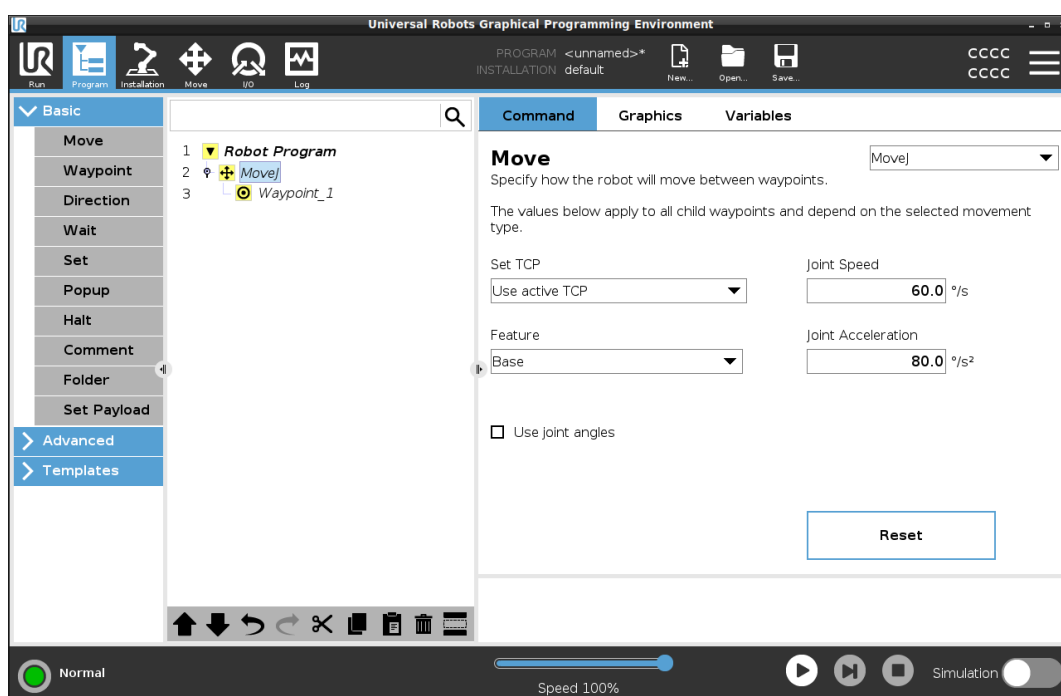 UR
Universal Robots Graphical Programming Environment
UR
Run
Program
Installation
Move
I/O
Log
PROGRAM <unnamed>*
INSTALLATION default
New...
Open...
Save...
CCCC
CCCC
Basic
Move
Waypoint
Direction
Wait
Set
Popup
Halt
Comment
Folder
Set Payload
Advanced
Templates
1 Robot Program
2 MoveJ
3 Waypoint_1
Command Graphics Variables
Move
MoveJ
Specify how the robot will move between waypoints.
The values below apply to all child waypoints and depend on the selected movement
type.
Set TCP
Use active TCP
Joint Speed
60.0 °/s
Feature
Base
Joint Acceleration
80.0 °/s²
Use joint angles
Reset
Normal
Speed 100%
Simulation